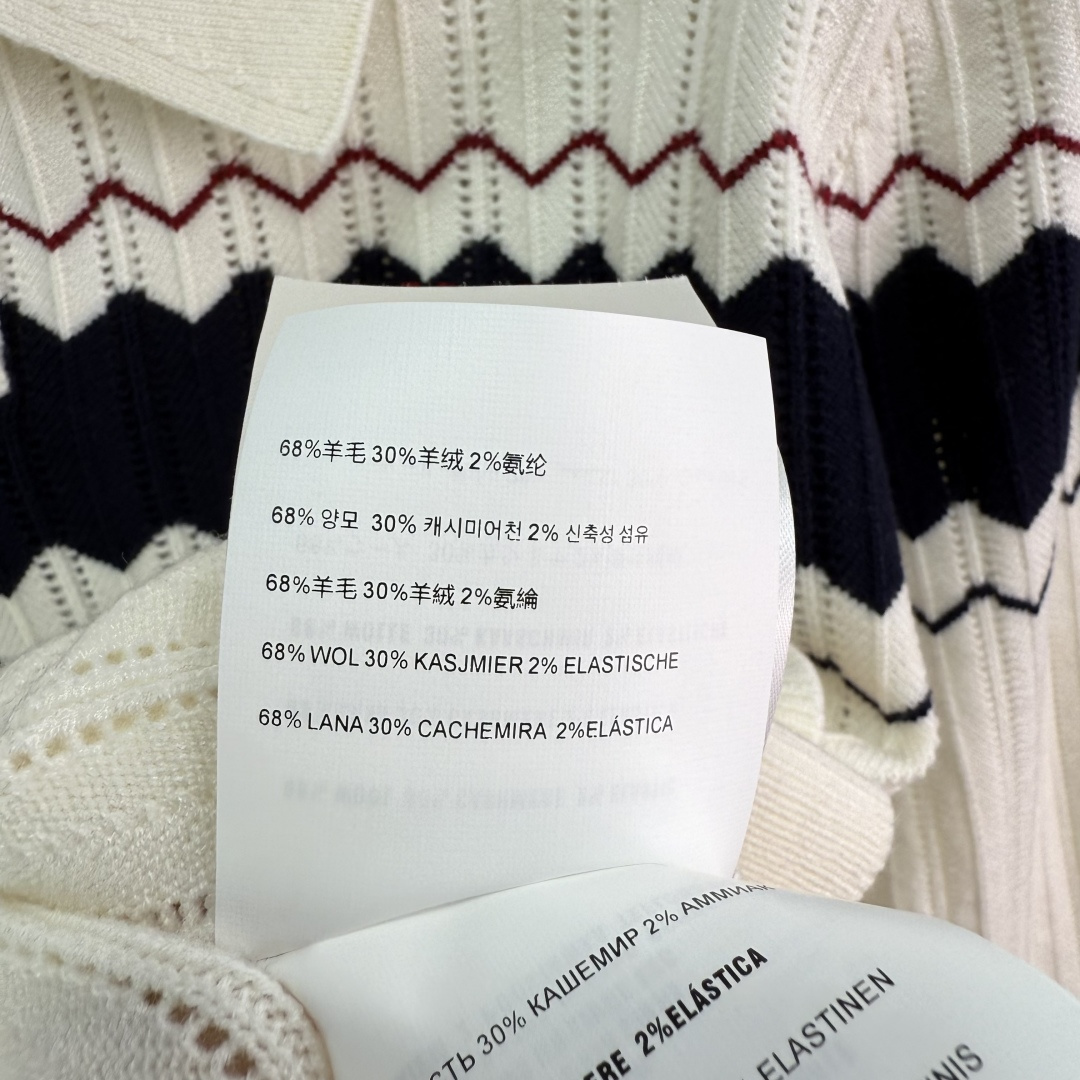 68%羊毛 30%羊绒 2%氨纶
68% 양모 30% 캐시미어천 2% 신축성 섬유
68%羊毛 30%羊絨 2%氨綸
68% WOL 30% KASJMIER 2% ELASTISCHE
68% LANA 30% CACHEMIRA 2%ELÁSTICA
СТЬ 30% КАШЕМИР 2% АММИАК
ERE 2%ELÁSTICA
ELASTINEN